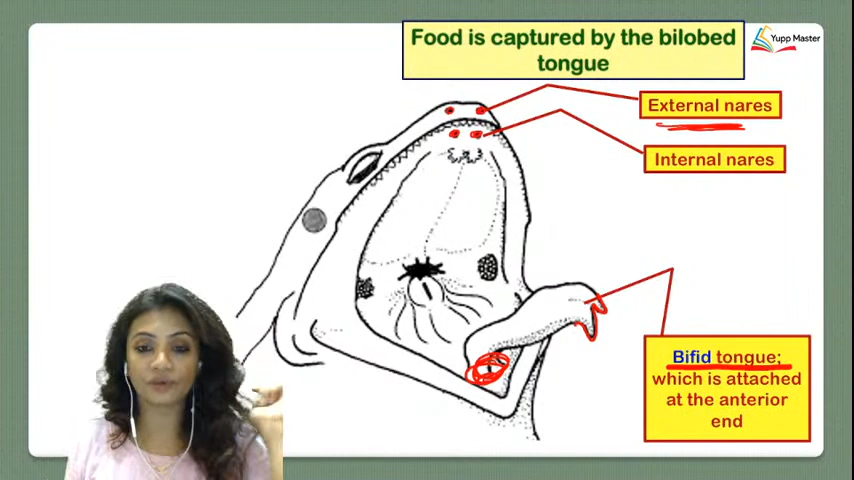 Food is captured by the bilobed
tongue
Yupp Master
External nares
Internal nares
Bifid tongue;
which is attached
at the anterior
end